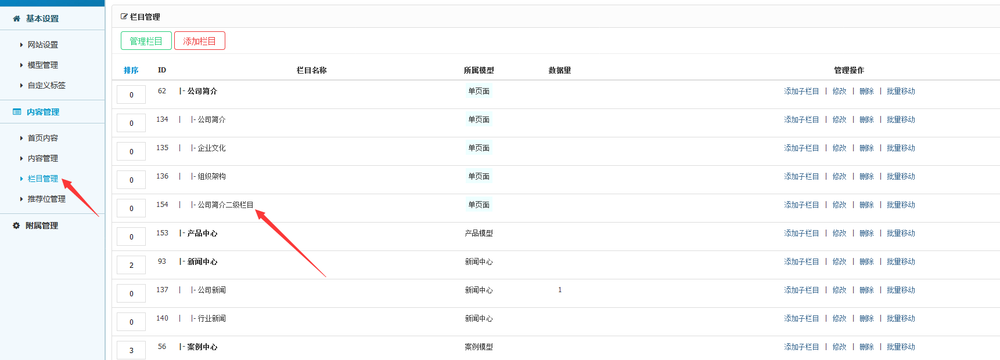 基本设置
网站设置
模型管理
自定义标签
内容管理
首页内容
内容管理
栏目管理
推荐位管理
附属管理
栏目管理
管理栏目 添加栏目
排序 ID 栏目名称 所属模型 数据量 管理操作
0 62 |- 公司简介 单页面 添加子栏目 | 修改 | 删除 | 批量移动
0 134 | |- 公司简介 单页面 添加子栏目 | 修改 | 删除 | 批量移动
0 135 | |- 企业文化 单页面 添加子栏目 | 修改 | 删除 | 批量移动
0 136 | |- 组织架构 单页面 添加子栏目 | 修改 | 删除 | 批量移动
0 154 | |- 公司简介二级栏目 单页面 添加子栏目 | 修改 | 删除 | 批量移动
0 153 |- 产品中心 产品模型 添加子栏目 | 修改 | 删除 | 批量移动
2 93 |- 新闻中心 新闻中心 添加子栏目 | 修改 | 删除 | 批量移动
0 137 | |- 公司新闻 新闻中心 1 添加子栏目 | 修改 | 删除 | 批量移动
0 140 | |- 行业新闻 新闻中心 添加子栏目 | 修改 | 删除 | 批量移动
3 56 |- 案例中心 案例模型 添加子栏目 | 修改 | 删除 | 批量移动